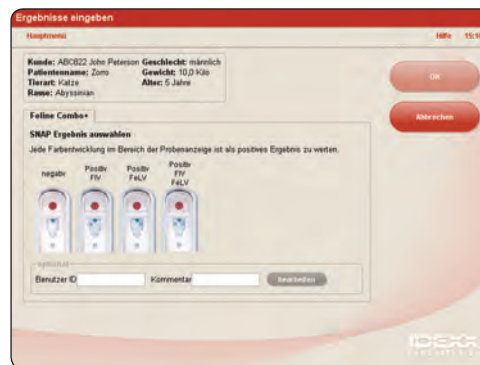 Ergebnisse eingeben
Hauptmenü Hilfe
Kunde: ABC822 John Peterson Geschlecht: männlich
Patientenname: Zorro Gewicht: 10,0 Kilo
Tierart: Katze Alter: 5 Jahre
Rasse: Abyssinian
OK
Abbrechen
Feline Combo+
SNAP Ergebnis auswählen
Jede Farbentwicklung im Bereich der Probenanzeige ist als positives Ergebnis zu werten.
negativ
Positiv FIV
Positiv FeLV
Positiv FIV FeLV
optional
Benutzer ID Kommentar bearbeiten
IDEXX